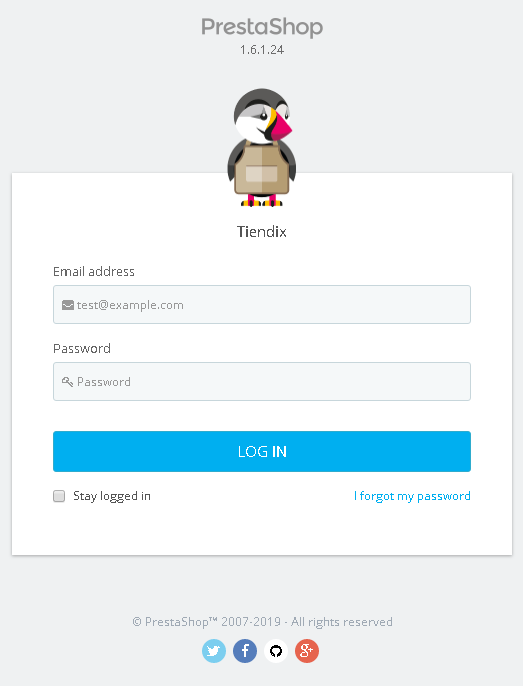 PrestaShop
1.6.1.24
Tiendix
Email address
test@example.com
Password
Password
LOG IN
Stay logged in
I forgot my password
© PrestaShop™ 2007-2019 - All rights reserved